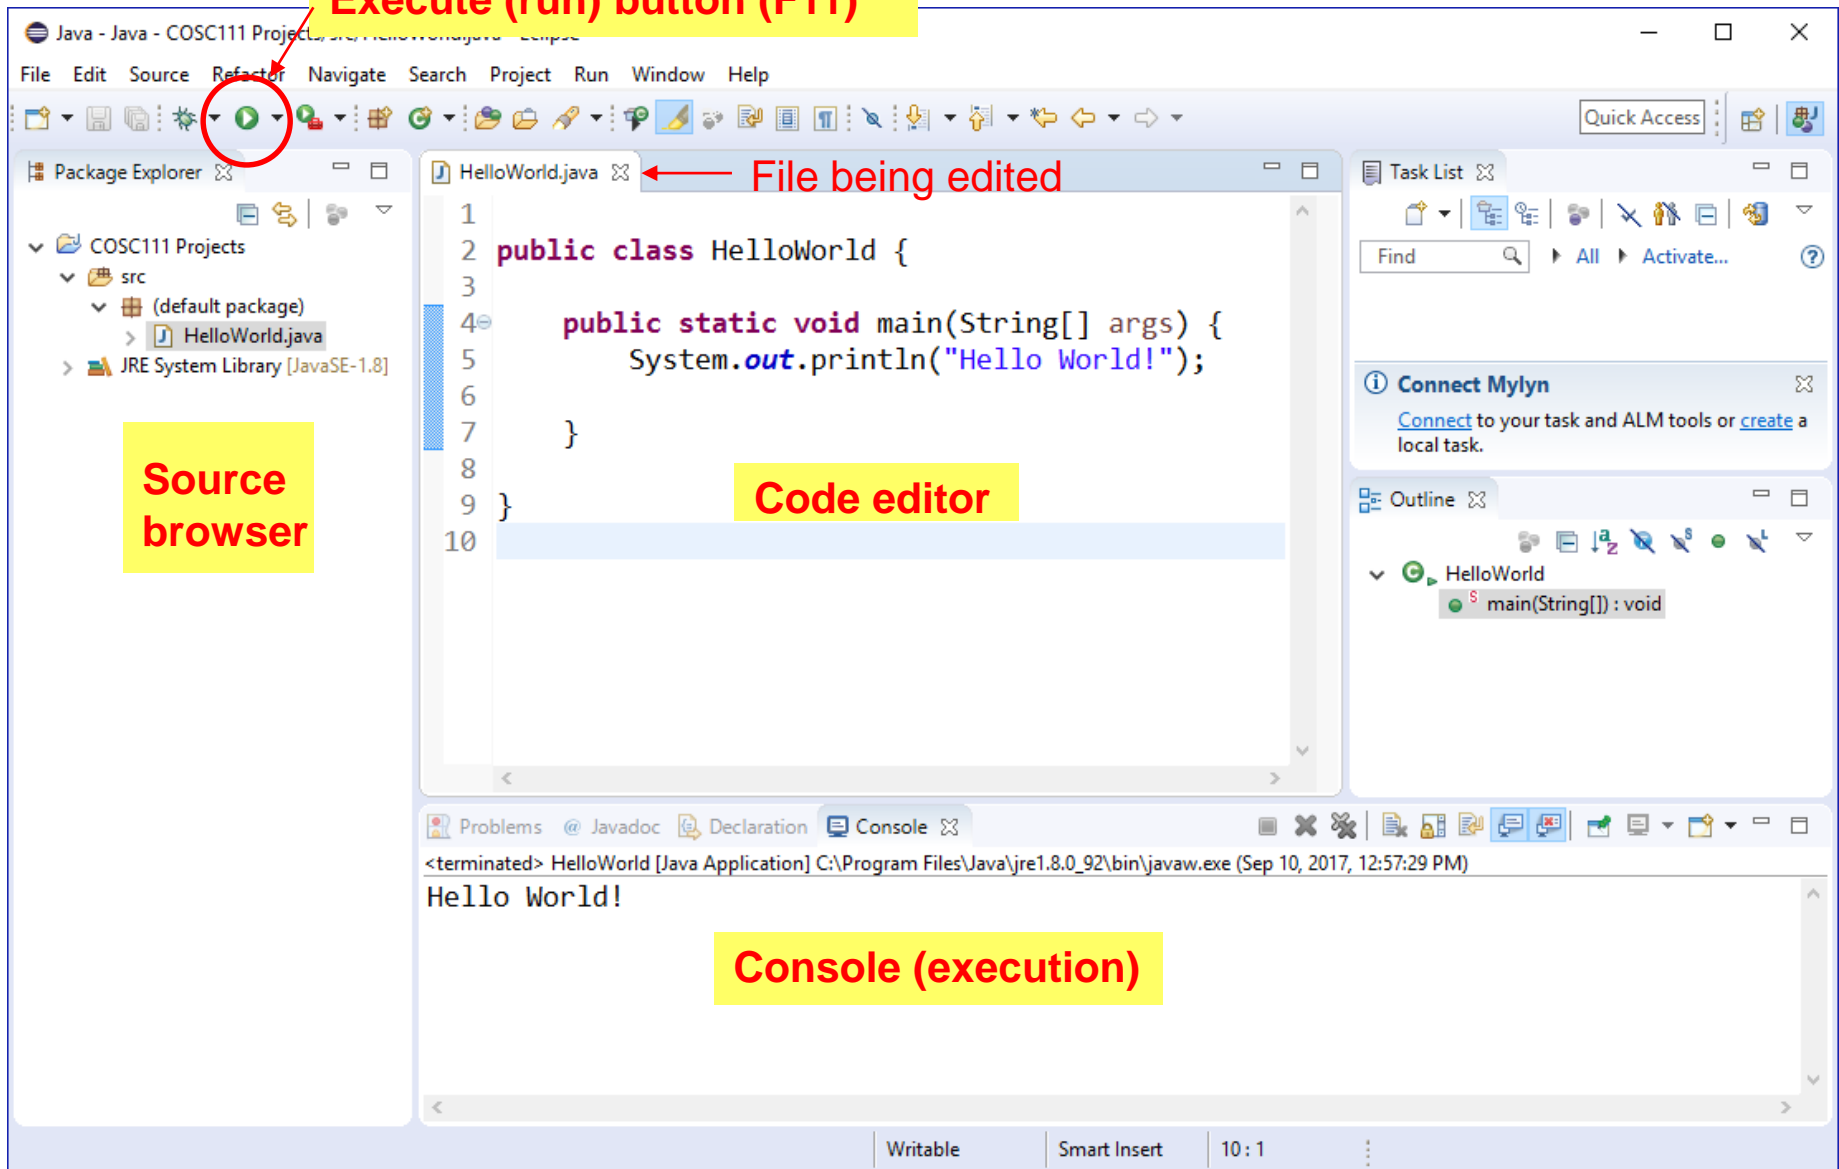 Execute (run) button (F11)
Java - Java - COSC111 Projects/src/HelloWorld.java - Eclipse
File Edit Source Refactor Navigate Search Project Run Window Help
Quick Access
Package Explorer
COSC111 Projects
src
(default package)
HelloWorld.java
JRE System Library [JavaSE-1.8]
Source
browser
HelloWorld.java
File being edited
1
2 public class HelloWorld {
3
4 public static void main(String[] args) {
5 System.out.println("Hello World!");
6
7 }
8
9 }
10
Code editor
Task List
Find All Activate...
Connect Mylyn
Connect to your task and ALM tools or create a
local task.
Outline
HelloWorld
main(String[]) : void
Problems @ Javadoc Declaration Console
<terminated> HelloWorld [Java Application] C:\Program Files\Java\jre1.8.0_92\bin\javaw.exe (Sep 10, 2017, 12:57:29 PM)
Hello World!
Console (execution)
Writable Smart Insert 10 : 1